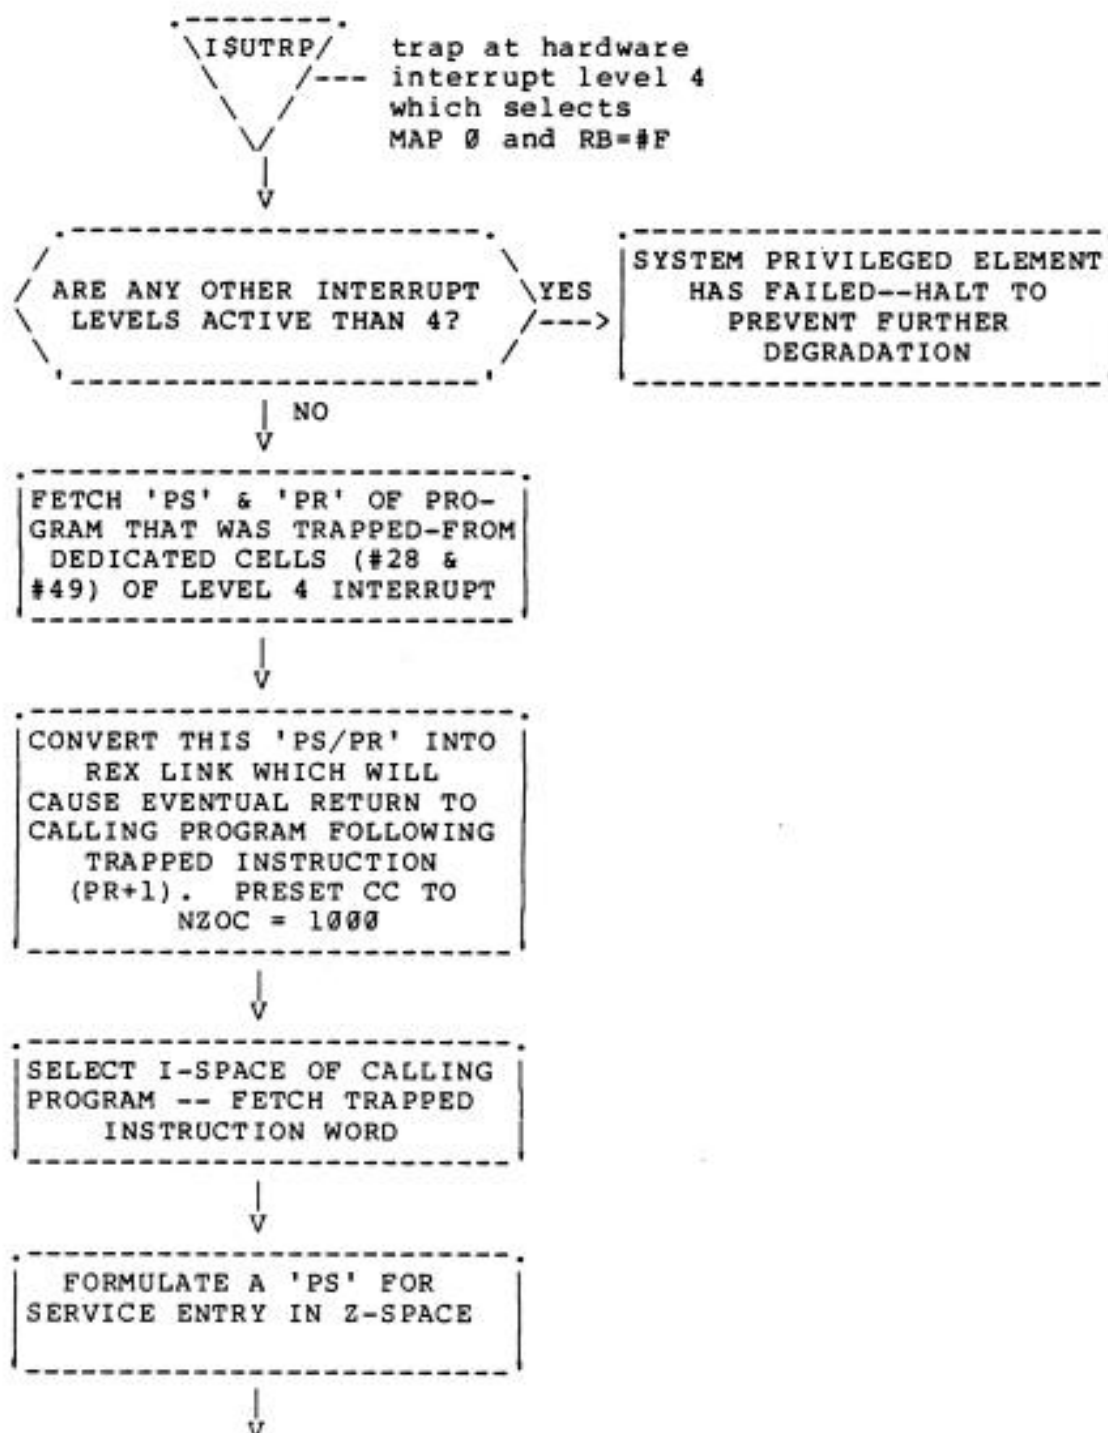 I$UTRP
trap at hardware
interrupt level 4
which selects
MAP 0 and RB=#F
ARE ANY OTHER INTERRUPT
LEVELS ACTIVE THAN 4?
YES
SYSTEM PRIVILEGED ELEMENT
HAS FAILED--HALT TO
PREVENT FURTHER
DEGRADATION
NO
FETCH 'PS' & 'PR' OF PRO-
GRAM THAT WAS TRAPPED-FROM
DEDICATED CELLS (#28 &
#49) OF LEVEL 4 INTERRUPT
CONVERT THIS 'PS/PR' INTO
REX LINK WHICH WILL
CAUSE EVENTUAL RETURN TO
CALLING PROGRAM FOLLOWING
TRAPPED INSTRUCTION
(PR+1). PRESET CC TO
NZOC = 1000
SELECT I-SPACE OF CALLING
PROGRAM -- FETCH TRAPPED
INSTRUCTION WORD
FORMULATE A 'PS' FOR
SERVICE ENTRY IN Z-SPACE